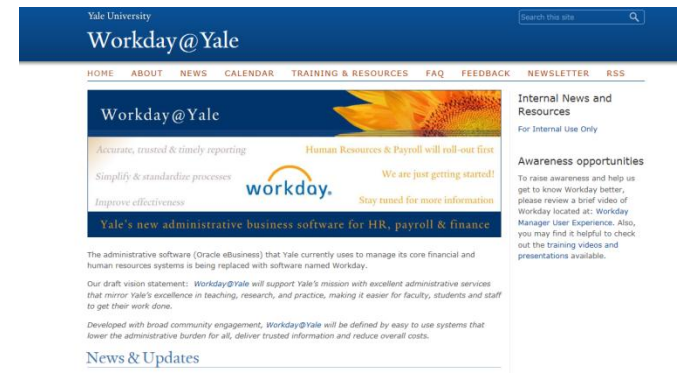 Yale University
Search this site
Workday@Yale
HOME ABOUT NEWS CALENDAR TRAINING & RESOURCES FAQ FEEDBACK NEWSLETTER RSS
Workday@Yale
Accurate, trusted & timely reporting
Human Resources & Payroll will roll-out first
Simplify & standardize processes
We are just getting started!
workday.
Improve effectiveness
Stay tuned for more information
Yale's new administrative business software for HR, payroll & finance
The administrative software (Oracle eBusiness) that Yale currently uses to manage its core financial and
human resources systems is being replaced with software named Workday.
Our draft vision statement: Workday@Yale will support Yale's mission with excellent administrative services
that mirror Yale's excellence in teaching, research, and practice, making it easier for faculty, students and staff
to get their work done.
Developed with broad community engagement, Workday@Yale will be defined by easy to use systems that
lower the administrative burden for all, deliver trusted information and reduce overall costs.
News & Updates
Internal News and
Resources
For Internal Use Only
Awareness opportunities
To raise awareness and help us
get to know Workday better,
please review a brief video of
Workday located at: Workday
Manager User Experience. Also,
you may find it helpful to check
out the training videos and
presentations available.